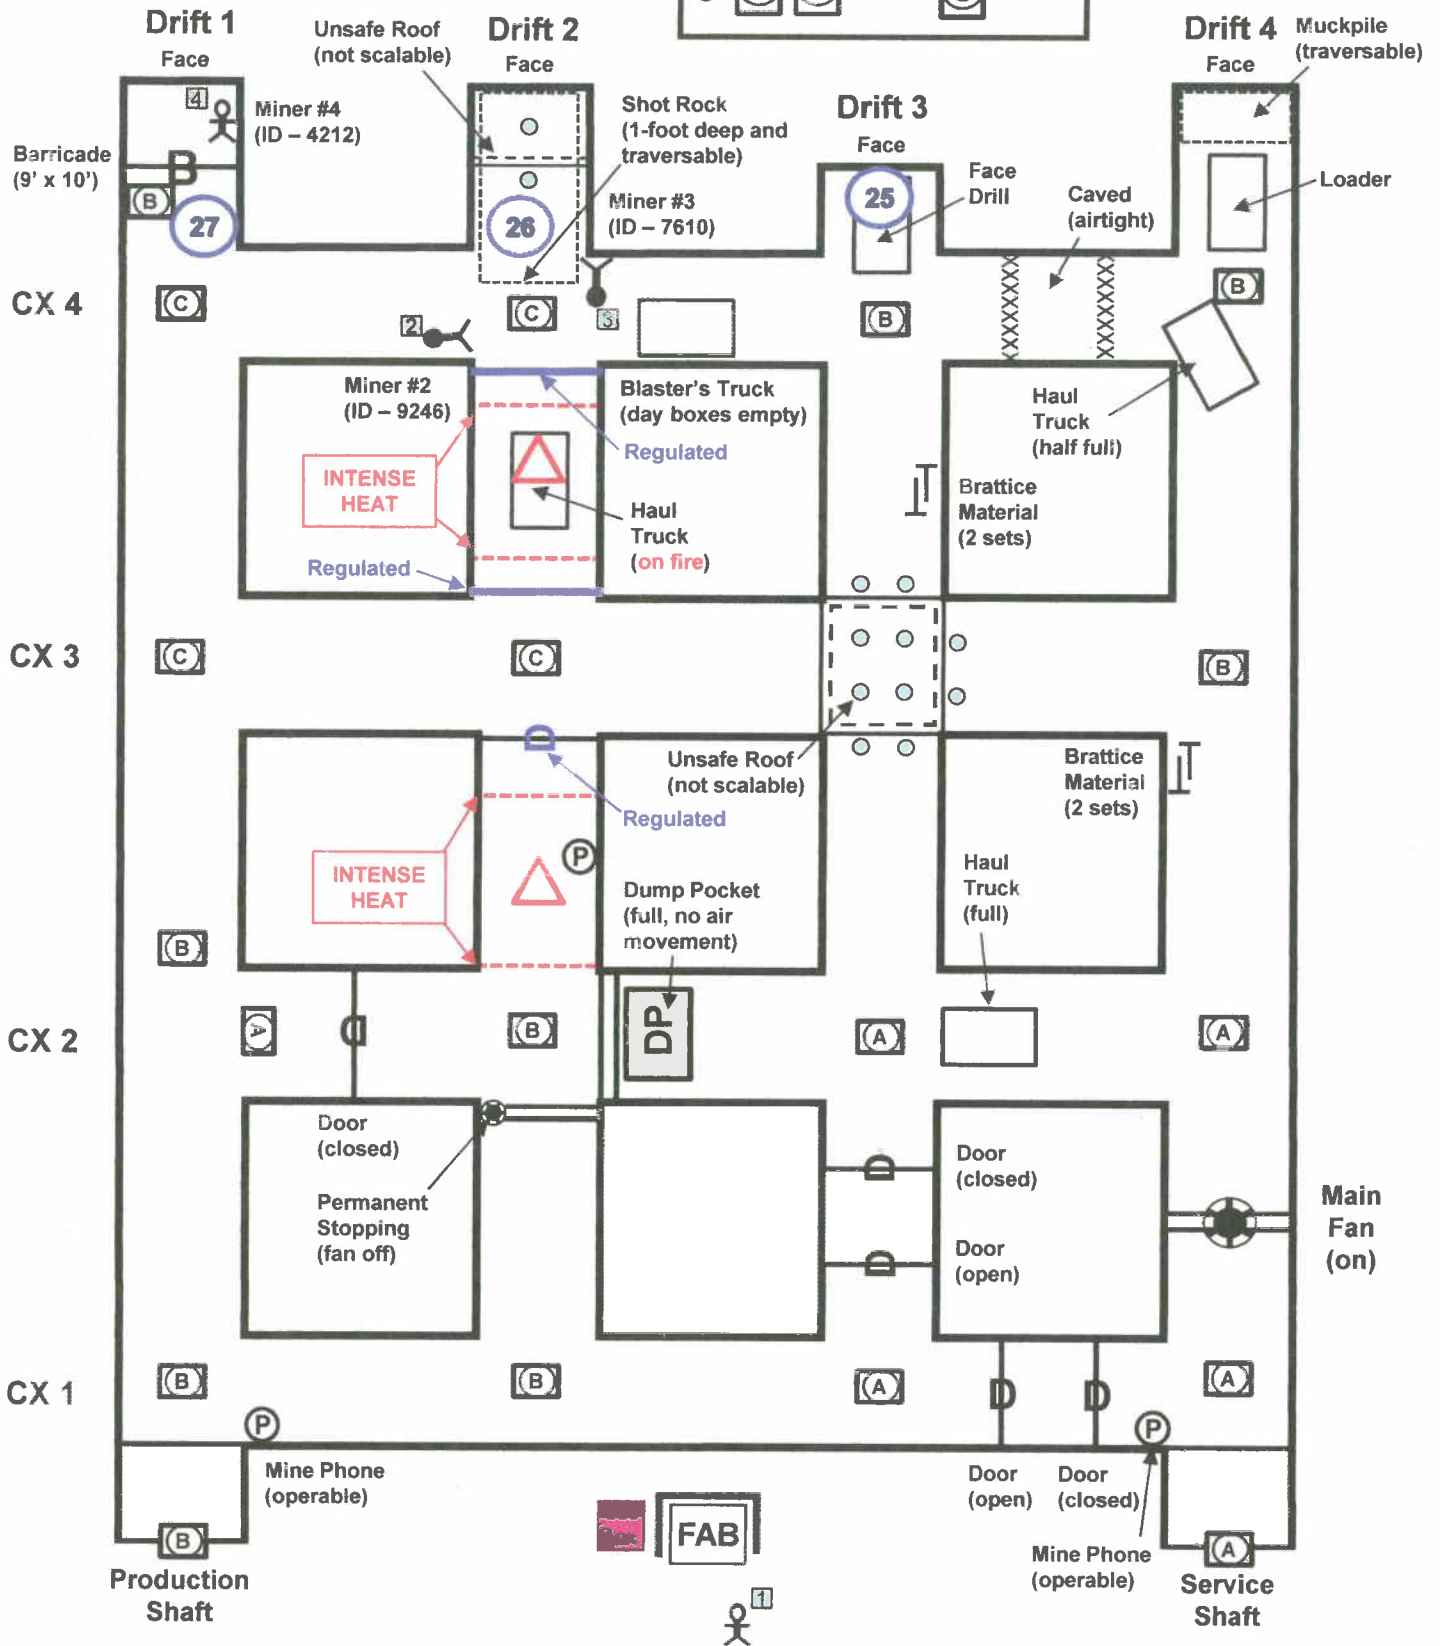 Drift 1
Face
Unsafe Roof
(not scalable)
Drift 2
Face
Drift 4
Face
Muckpile
(traversable)
4
Miner #4
(ID – 4212)
Shot Rock
(1-foot deep and
traversable)
Drift 3
Face
Barricade
(9' x 10')
B
B
27
26
Miner #3
(ID – 7610)
25
Face
Drill
Caved
(airtight)
Loader
CX 4
C
C
2
3
B
B
Miner #2
(ID – 9246)
Blaster's Truck
(day boxes empty)
Regulated
Haul
Truck
(half full)
INTENSE
HEAT
Haul
Truck
(on fire)
Brattice
Material
(2 sets)
Regulated
CX 3
C
C
B
Unsafe Roof
(not scalable)
Brattice
Material
(2 sets)
D
Regulated
P
INTENSE
HEAT
Dump Pocket
(full, no air
movement)
Haul
Truck
(full)
B
CX 2
A
D
B
DP
A
A
Door
(closed)
Permanent
Stopping
(fan off)
D
Door
(closed)
D
Door
(open)
Main
Fan
(on)
CX 1
B
B
A
D
D
A
P
P
Mine Phone
(operable)
Door
(open)
Door
(closed)
FAB
Mine Phone
(operable)
B
A
Production
Shaft
Service
Shaft
1